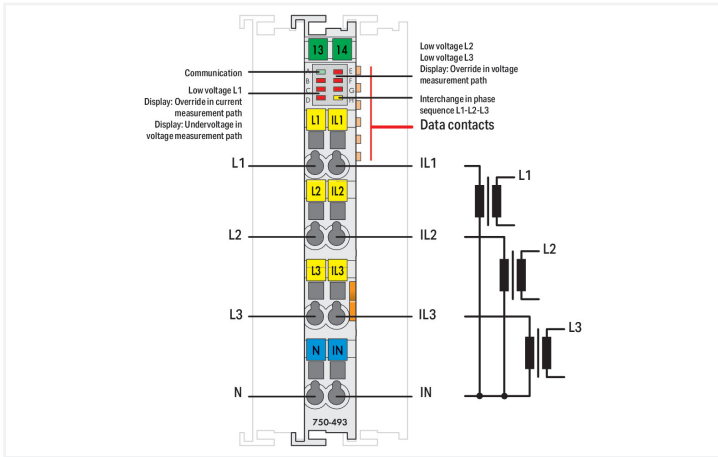 13 14
Communication
Low voltage L1
Display: Override in current
measurement path
Display: Undervoltage in
voltage measurement path
A
B
C
D
E
F
G
H
Low voltage L2
Low voltage L3
Display: Override in voltage
measurement path
Interchange in phase
sequence L1-L2-L3
Data contacts
L1 IL1
L1 IL1
L1
L2 IL2
L2 IL2
L2
L3 IL3
L3 IL3
L3
N IN
N IN
750-493